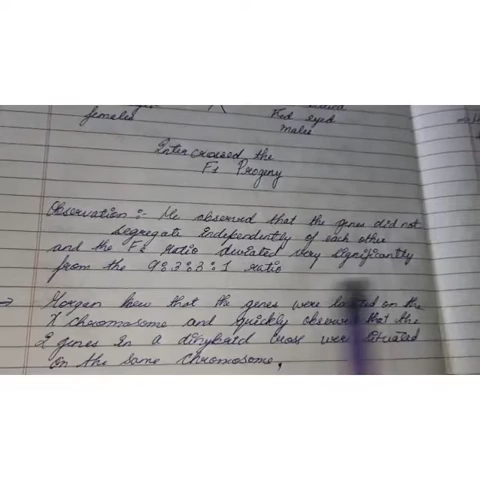 females
Red eyed
males
Intercrossed the
F1 Progeny
Observation :- He observed that the genes did not
segregate independently of each other
and the F2 ratio deviated very significantly
from the 9:3:3:1 ratio
→ Morgan knew that the genes were located on the
X chromosome and quickly observed that the
2 genes in a dihybrid cross were situated
on the same chromosome.